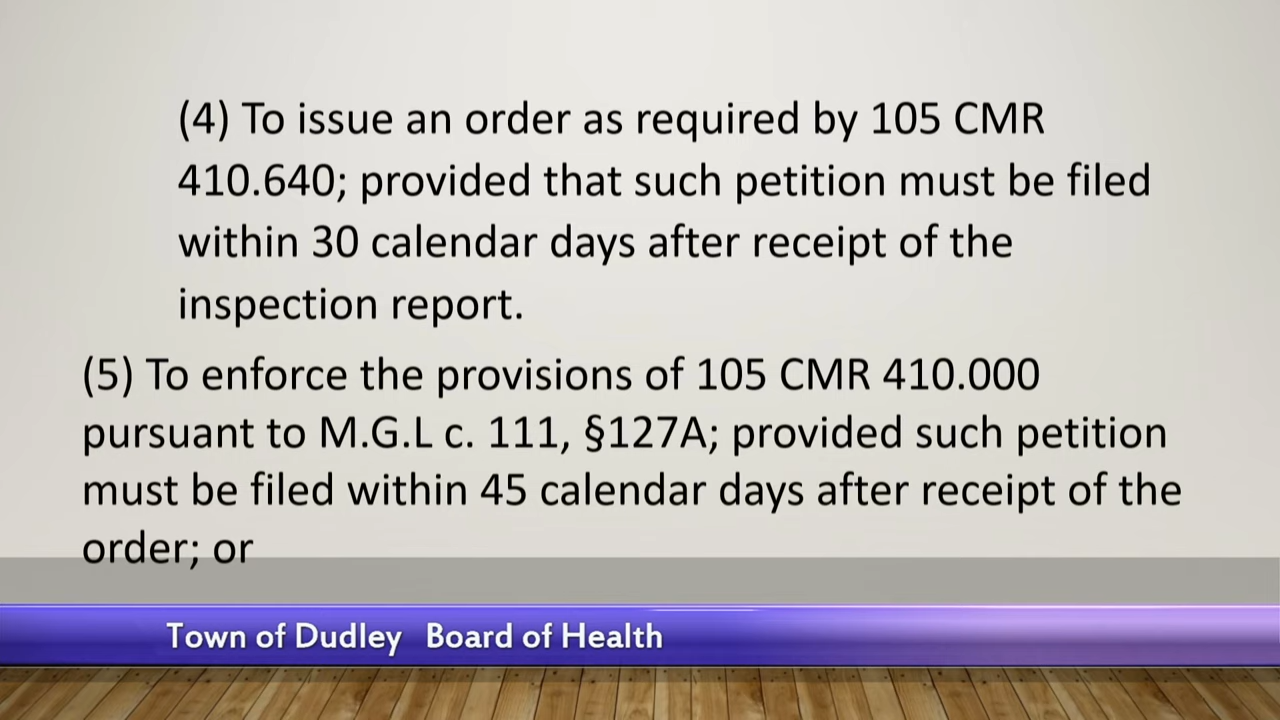 (4) To issue an order as required by 105 CMR
410.640; provided that such petition must be filed
within 30 calendar days after receipt of the
inspection report.
(5) To enforce the provisions of 105 CMR 410.000
pursuant to M.G.L c. 111, §127A; provided such petition
must be filed within 45 calendar days after receipt of the
order; or
Town of Dudley Board of Health